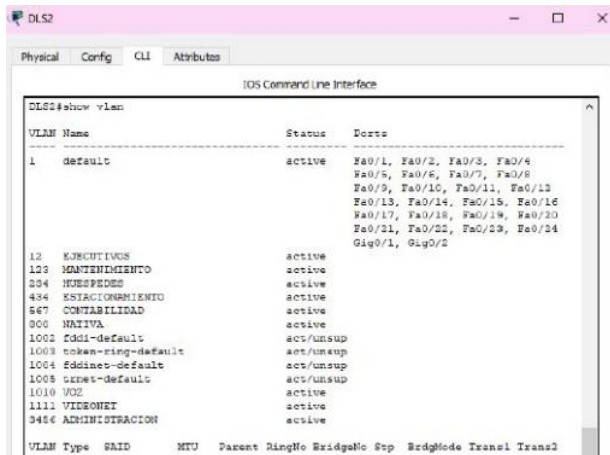 DLS2
Physical Config CLI Attributes
IOS Command Line Interface
DLS2#show vlan
VLAN Name Status Ports
1 default active Fa0/1, Fa0/2, Fa0/3, Fa0/4
Fa0/5, Fa0/6, Fa0/7, Fa0/8
Fa0/9, Fa0/10, Fa0/11, Fa0/12
Fa0/13, Fa0/14, Fa0/15, Fa0/16
Fa0/17, Fa0/18, Fa0/19, Fa0/20
Fa0/21, Fa0/22, Fa0/23, Fa0/24
Gig0/1, Gig0/2
12 EJECUTIVOS active
123 MANTENIMIENTO active
234 HUESPEDES active
434 ESTACIONAMIENTO active
567 CONTABILIDAD active
800 NATIVA active
1002 fddi-default act/unsup
1003 token-ring-default act/unsup
1004 fddinet-default act/unsup
1005 trnet-default act/unsup
1010 VOZ active
1111 VIDEONET active
3456 ADMINISTRACION active
VLAN Type SAID MTU Parent RingNo BridgeNo Stp BrdgMode Trans1 Trans2